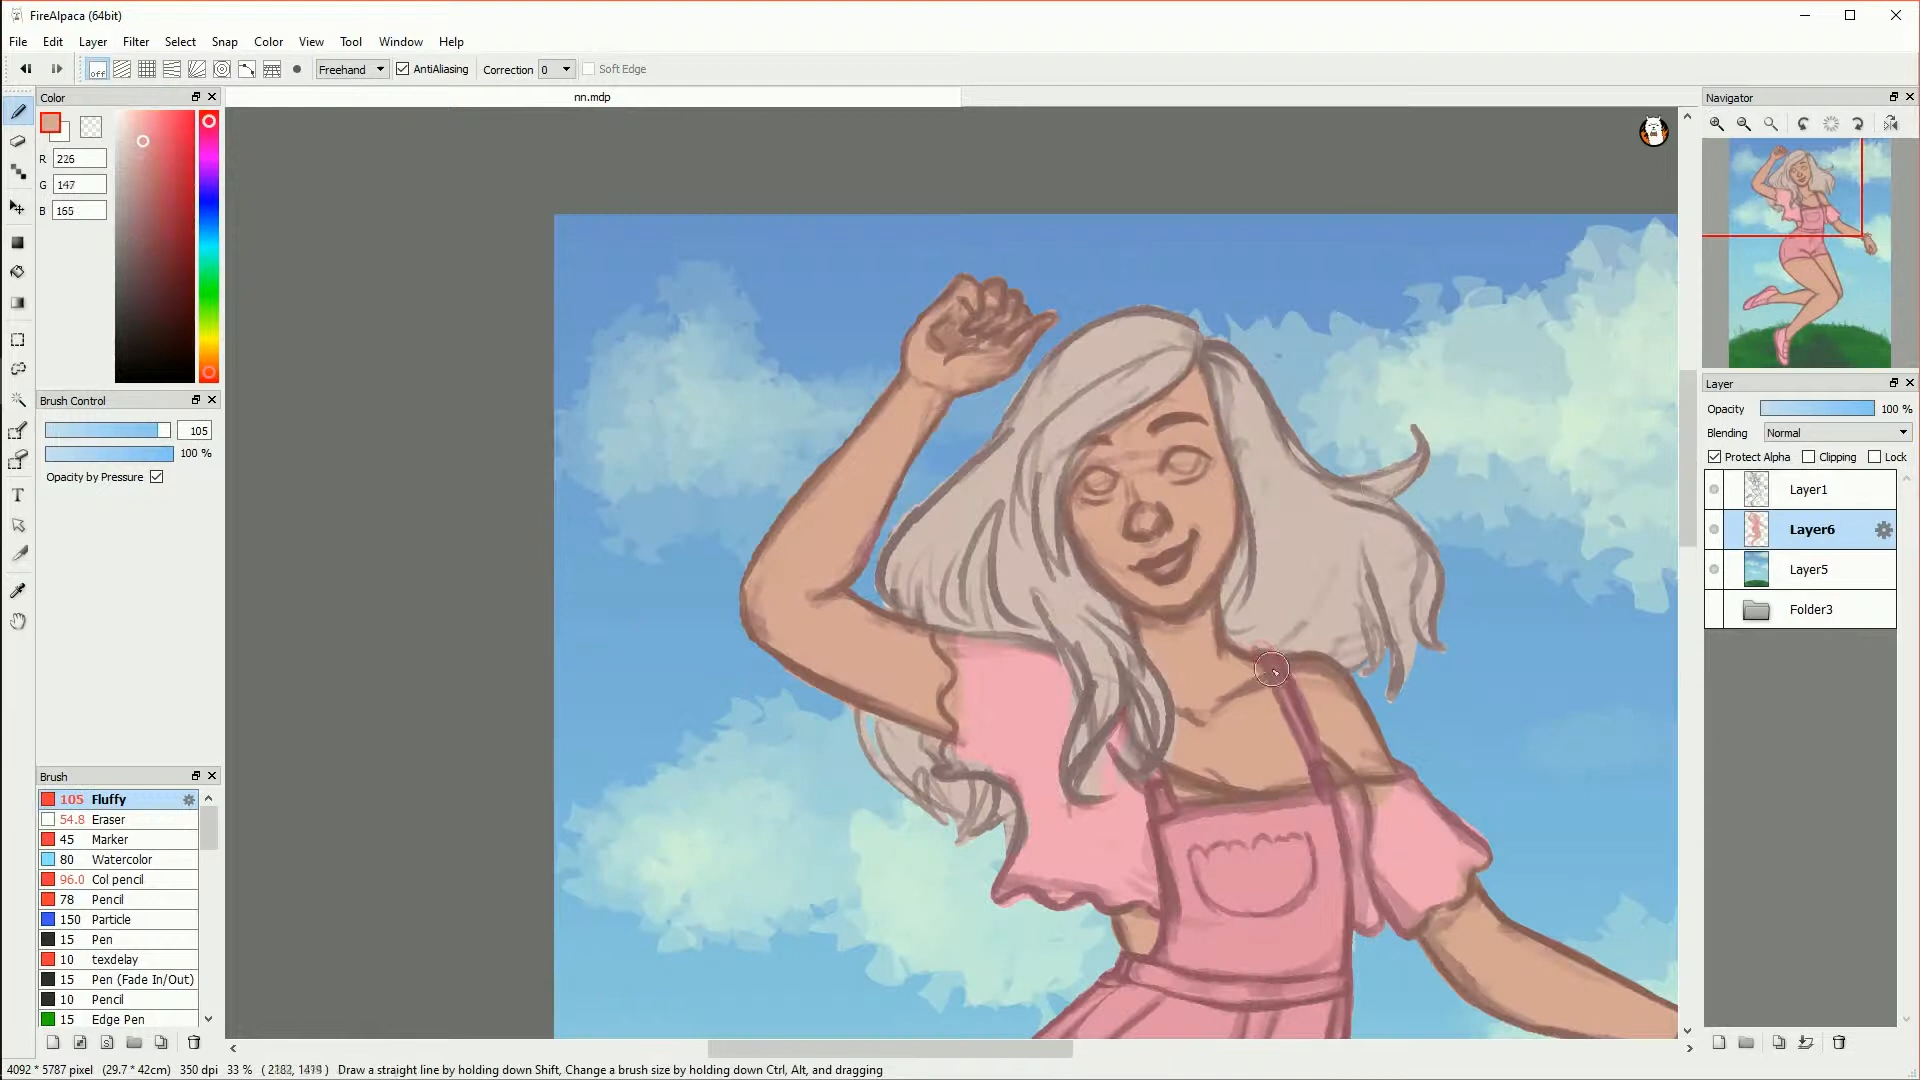 FireAlpaca (64bit)
File Edit Layer Filter Select Snap Color View Tool Window Help
off Freehand AntiAliasing Correction 0 Soft Edge
Color
nn.mdp
Navigator
R 226
G 147
B 165
Layer
Opacity 100 %
Blending Normal
Protect Alpha Clipping Lock
Layer1
Layer6
Layer5
Folder3
Brush Control
105
100 %
Opacity by Pressure
Brush
105 Fluffy
54.8 Eraser
45 Marker
80 Watercolor
96.0 Col pencil
78 Pencil
150 Particle
15 Pen
10 texdelay
15 Pen (Fade In/Out)
10 Pencil
15 Edge Pen
T
4092 * 5787 pixel (29.7 * 42cm) 350 dpi 33 % Draw a straight line by holding down Shift, Change a brush size by holding down Ctrl, Alt, and dragging